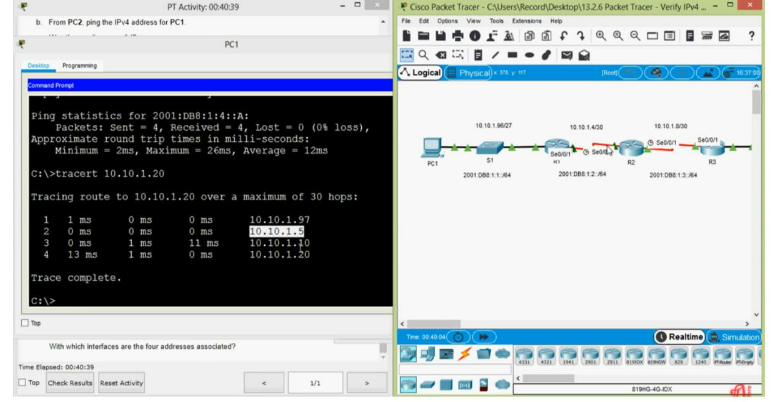 PT Activity: 00:40:39
b. From PC2, ping the IPv4 address for PC1.
PC1
Desktop Programming
Command Prompt
Ping statistics for 2001:DB8:1:4::A:
Packets: Sent = 4, Received = 4, Lost = 0 (0% loss),
Approximate round trip times in milli-seconds:
Minimum = 2ms, Maximum = 26ms, Average = 12ms
C:\>tracert 10.10.1.20
Tracing route to 10.10.1.20 over a maximum of 30 hops:
1 1 ms 0 ms 0 ms 10.10.1.97
2 0 ms 0 ms 0 ms 10.10.1.5
3 0 ms 1 ms 11 ms 10.10.1.10
4 13 ms 1 ms 0 ms 10.10.1.20
Trace complete.
C:\>
Top
With which interfaces are the four addresses associated?
Time Elapsed: 00:40:39
Top Check Results Reset Activity < 1/1 >
Cisco Packet Tracer - C:\Users\Record\Desktop\13.2.6 Packet Tracer - Verify IPv4 ...
File Edit Options View Tools Extensions Help
Logical Physical x: 378, y: 117 [Root] 16:37:00
10.10.1.96/27 10.10.1.4/30 10.10.1.8/30
Se0/0/1 Se0/0/1
PC1 S1 R1 R2 R3
2001:DB8:1:1::/64 2001:DB8:1:2::/64 2001:DB8:1:3::/64
Time: 00:40:04 Realtime Simulation
4331 4321 1941 2901 2911 819HGW 829 1240
819HG-4G-IOX